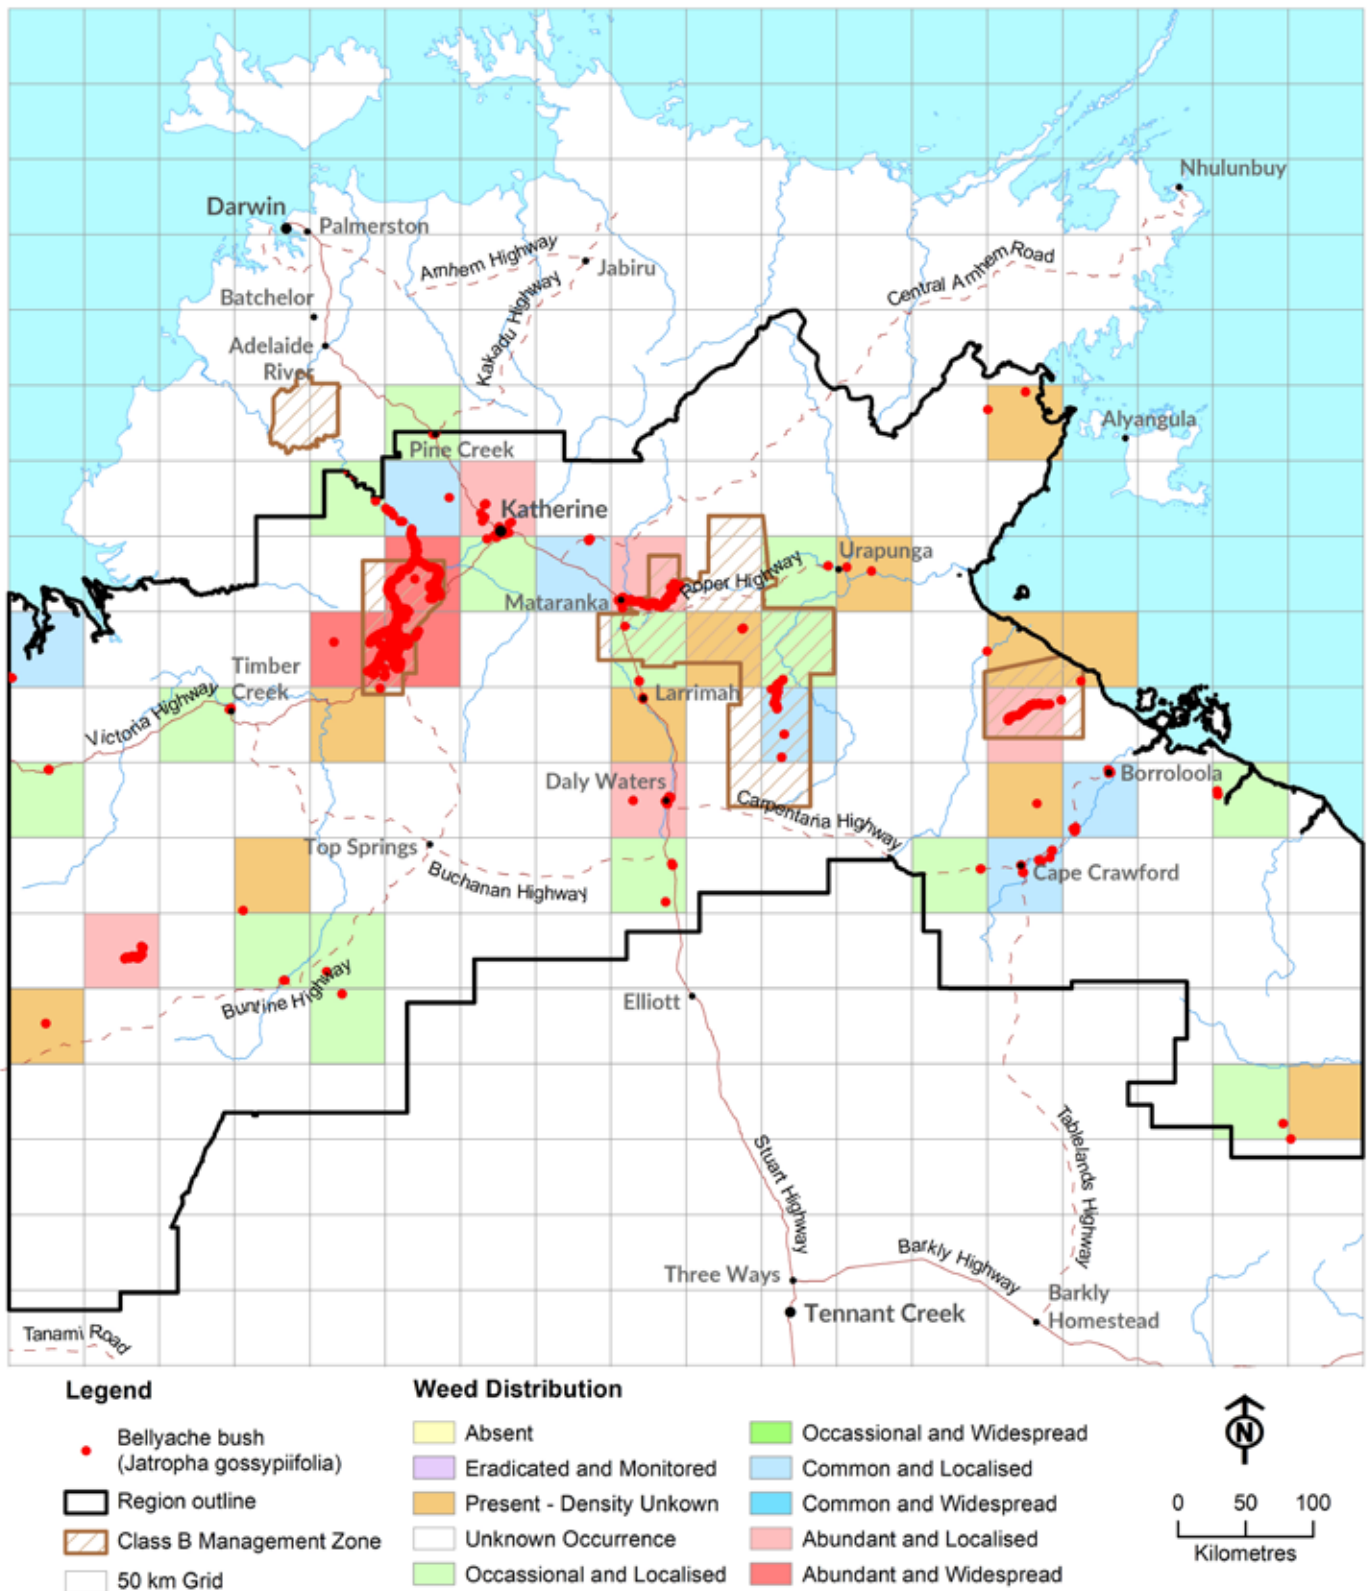 Nhulunbuy
Darwin
Palmerston
Arnhem Highway
Jabiru
Central Arnhem Road
Batchelor
Kakadu Highway
Adelaide
River
Alyangula
Pine Creek
Katherine
Urapunga
Roper Highway
Mataranka
Timber
Creek
Larrimah
Victoria Highway
Daly Waters
Borroloola
Carpentaria Highway
Top Springs
Buchanan Highway
Cape Crawford
Buntine Highway
Elliott
Tablelands Highway
Stuart Highway
Barkly Highway
Three Ways
Barkly
Homestead
Tennant Creek
Tanami Road
Legend
Bellyache bush
(Jatropha gossypiifolia)
Region outline
Class B Management Zone
50 km Grid
Weed Distribution
Absent
Eradicated and Monitored
Present - Density Unkown
Unknown Occurrence
Occassional and Localised
Occassional and Widespread
Common and Localised
Common and Widespread
Abundant and Localised
Abundant and Widespread
N
0 50 100
Kilometres